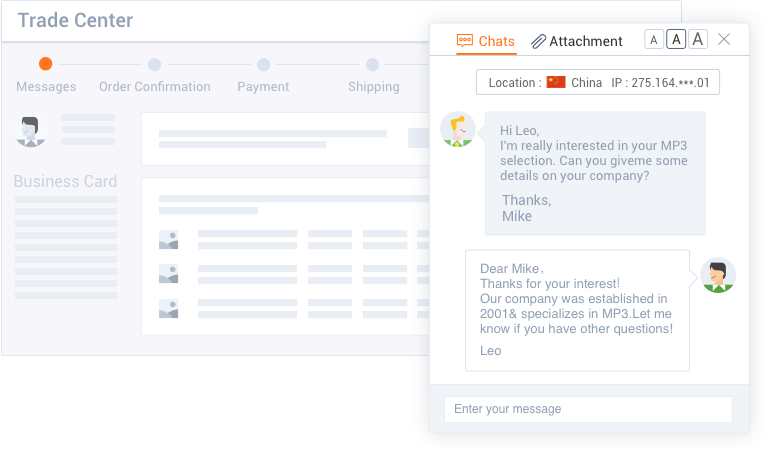 Trade Center
Messages
Order Confirmation
Payment
Shipping
Business Card
Chats
Attachment
A A A
Location : China IP : 275.164.***.01
Hi Leo,
I'm really interested in your MP3
selection. Can you giveme some
details on your company?
Thanks,
Mike
Dear Mike,
Thanks for your interest!
Our company was established in
2001& specializes in MP3.Let me
know if you have other questions!
Leo
Enter your message